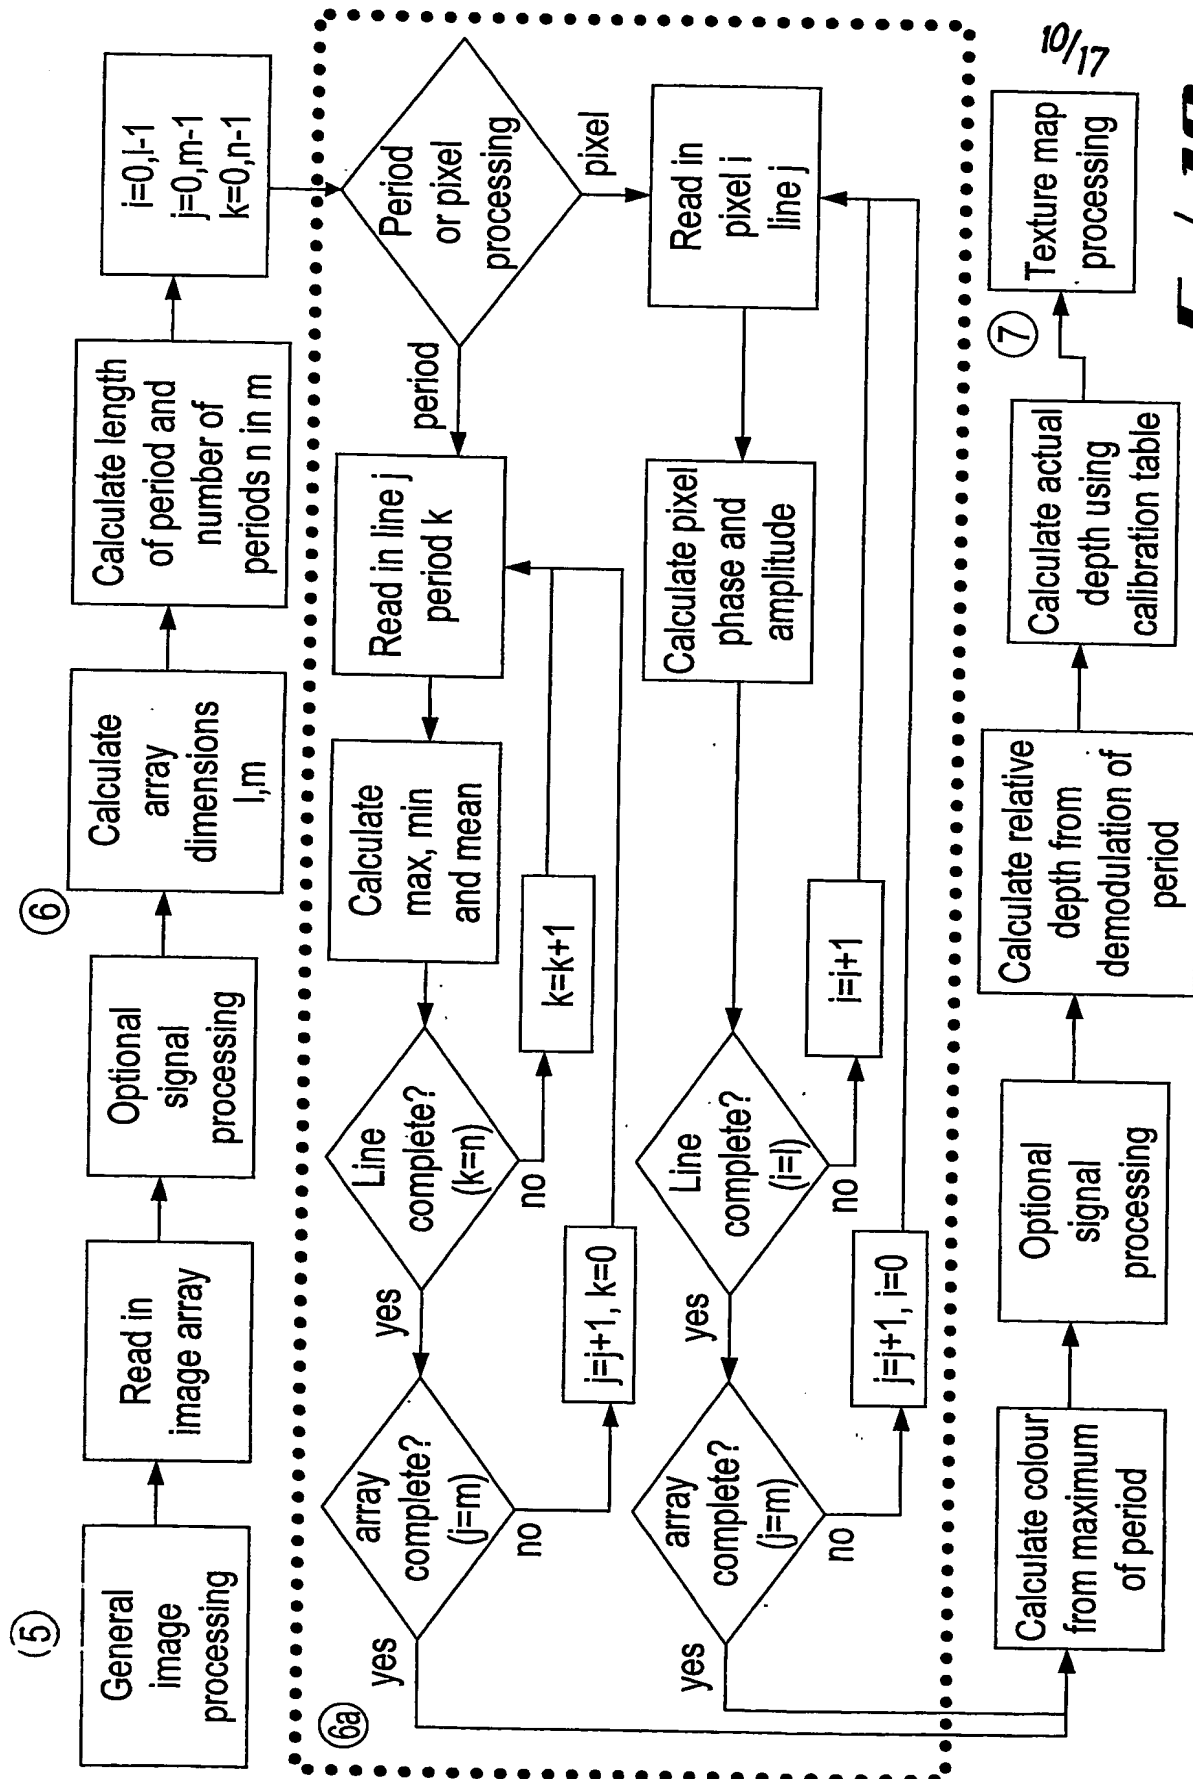 5
General
image
processing
Read in
image array
Optional
signal
processing
6
Calculate
array
dimensions
l,m
Calculate length
of period and
number of
periods n in m
i=0,l-1
j=0,m-1
k=0,n-1
6a
Period
or pixel
processing
period
pixel
Read in line j
period k
Calculate
max, min
and mean
Line
complete?
(k=n)
no
k=k+1
yes
array
complete?
(j=m)
no
j=j+1, k=0
yes
Read in
pixel i
line j
Calculate pixel
phase and
amplitude
Line
complete?
(i=l)
no
i=i+1
yes
array
complete?
(j=m)
no
j=j+1, i=0
yes
Calculate colour
from maximum
of period
Optional
signal
processing
Calculate relative
depth from
demodulation of
period
Calculate actual
depth using
calibration table
7
Texture map
processing
10/17